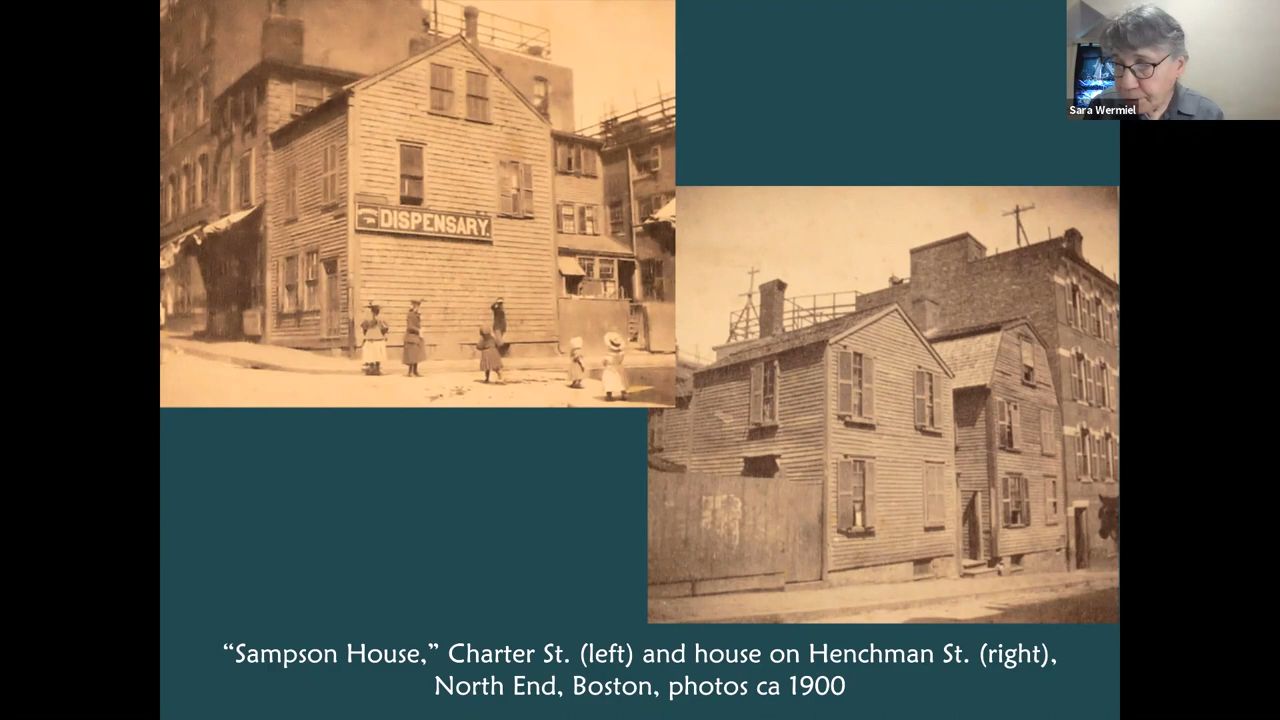 Sara Wermiel
DISPENSARY.
“Sampson House,” Charter St. (left) and house on Henchman St. (right),
North End, Boston, photos ca 1900